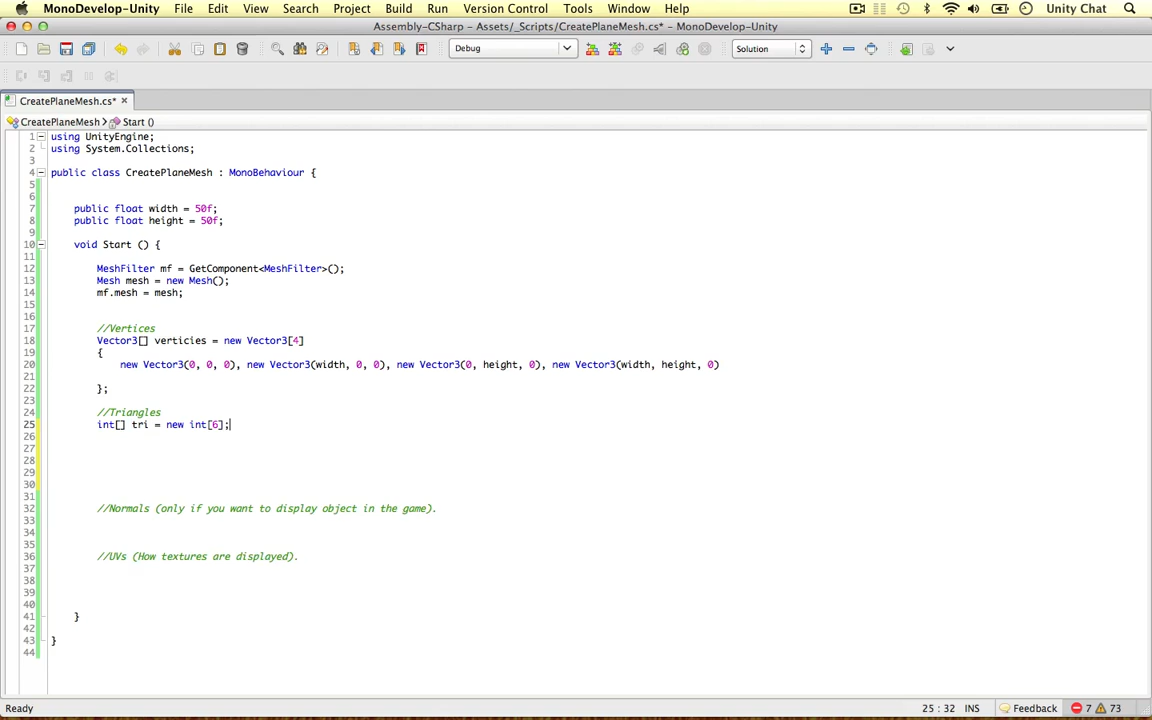 MonoDevelop-Unity File Edit View Search Project Build Run Version Control Tools Window Help Unity Chat
Assembly-CSharp - Assets/_Scripts/CreatePlaneMesh.cs* - MonoDevelop-Unity
Debug Solution
CreatePlaneMesh.cs*
CreatePlaneMesh Start ()
1 using UnityEngine;
2 using System.Collections;
3
4 public class CreatePlaneMesh : MonoBehaviour {
5
6
7 public float width = 50f;
8 public float height = 50f;
9
10 void Start () {
11
12 MeshFilter mf = GetComponent<MeshFilter>();
13 Mesh mesh = new Mesh();
14 mf.mesh = mesh;
15
16
17 //Vertices
18 Vector3[] verticies = new Vector3[4]
19 {
20 new Vector3(0, 0, 0), new Vector3(width, 0, 0), new Vector3(0, height, 0), new Vector3(width, height, 0)
21
22 };
23
24 //Triangles
25 int[] tri = new int[6];
26
27
28
29
30
31
32 //Normals (only if you want to display object in the game).
33
34
35
36 //UVs (How textures are displayed).
37
38
39
40
41 }
42
43 }
44
Ready 25 : 32 INS Feedback 7 73